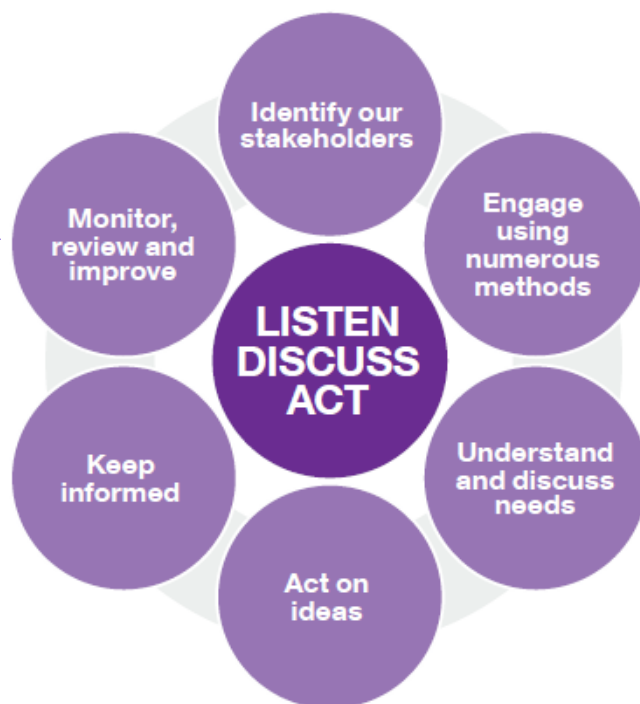 Identify our
stakeholders
Engage
using
numerous
methods
Understand
and discuss
needs
Act on
ideas
Keep
informed
Monitor,
review and
improve
LISTEN
DISCUSS
ACT